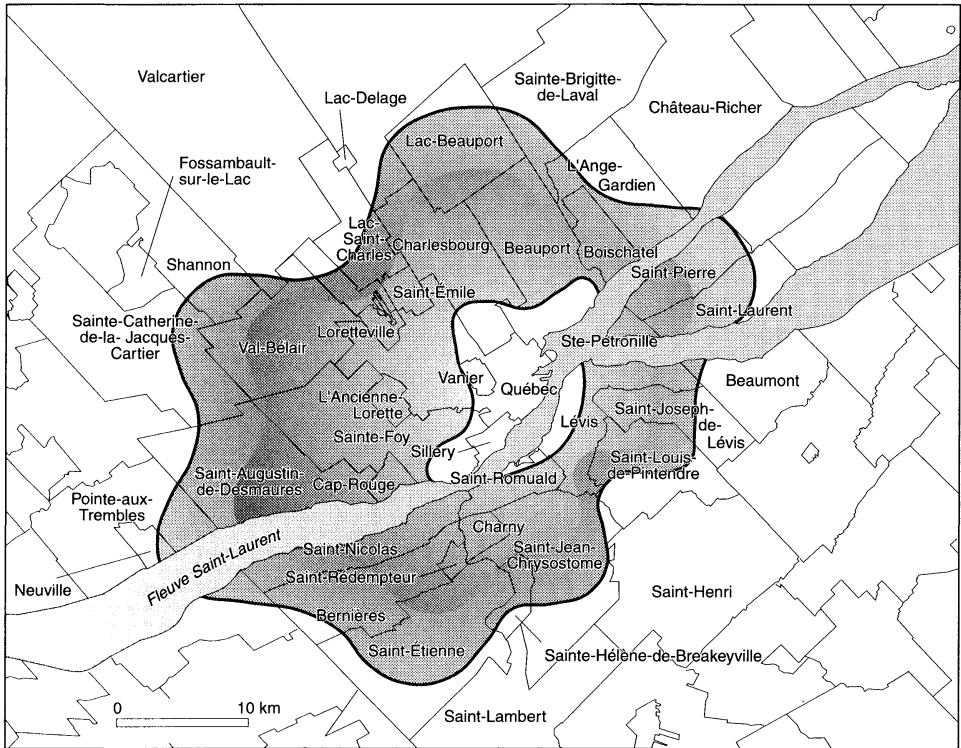 Valcartier
Sainte-Brigitte-
de-Laval
Lac-Delage
Château-Richer
Lac-Beauport
Fossambault-
sur-le-Lac
L'Ange-
Gardien
Lac-
Saint-
Charles
Charlesbourg
Beauport
Boischatel
Shannon
Saint-Pierre
Saint-Émile
Saint-Laurent
Sainte-Catherine-
de-la- Jacques-
Cartier
Loretteville
Val-Bélair
Ste-Pétronille
Vanier
Québec
Beaumont
L'Ancienne-
Lorette
Saint-Joseph-
de-
Lévis
Lévis
Sainte-Foy
Sillery
Saint-Louis-
de-Pintendre
Saint-Augustin-
de-Desmaures
Cap-Rouge
Saint-Romuald
Pointe-aux-
Trembles
Charny
Saint-Nicolas
Saint-Jean-
Chrysostome
Fleuve Saint-Laurent
Saint-Rédempteur
Neuville
Saint-Henri
Bernières
Saint-Étienne
Sainte-Hélène-de-Breakeyville
0 10 km
Saint-Lambert